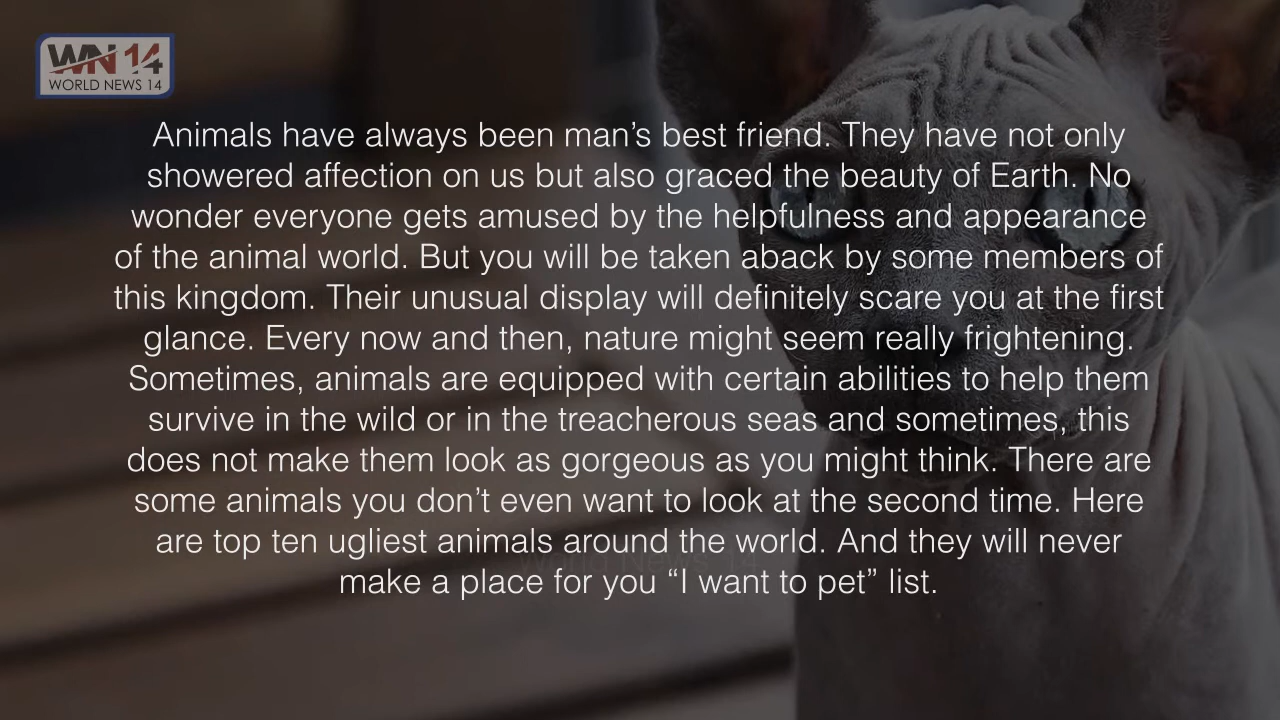 WN 14
WORLD NEWS 14
Animals have always been man’s best friend. They have not only
showered affection on us but also graced the beauty of Earth. No
wonder everyone gets amused by the helpfulness and appearance
of the animal world. But you will be taken aback by some members of
this kingdom. Their unusual display will definitely scare you at the first
glance. Every now and then, nature might seem really frightening.
Sometimes, animals are equipped with certain abilities to help them
survive in the wild or in the treacherous seas and sometimes, this
does not make them look as gorgeous as you might think. There are
some animals you don’t even want to look at the second time. Here
are top ten ugliest animals around the world. And they will never
World News 14
make a place for you “I want to pet” list.